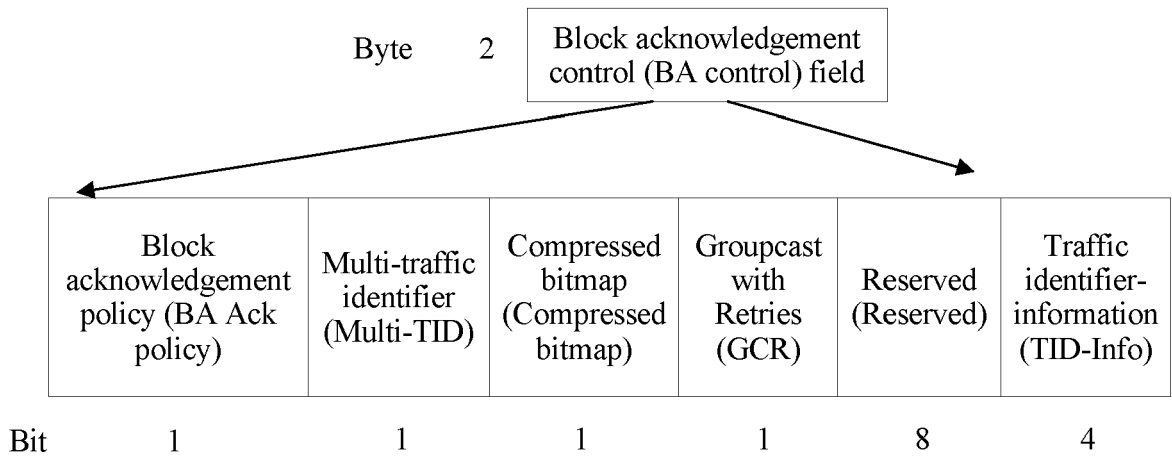 Byte 2 Block acknowledgement
control (BA control) field
Block
acknowledgement
policy (BA Ack
policy)
Multi-traffic
identifier
(Multi-TID)
Compressed
bitmap
(Compressed
bitmap)
Groupcast
with
Retries
(GCR)
Reserved
(Reserved)
Traffic
identifier-
information
(TID-Info)
Bit 1 1 1 1 8 4